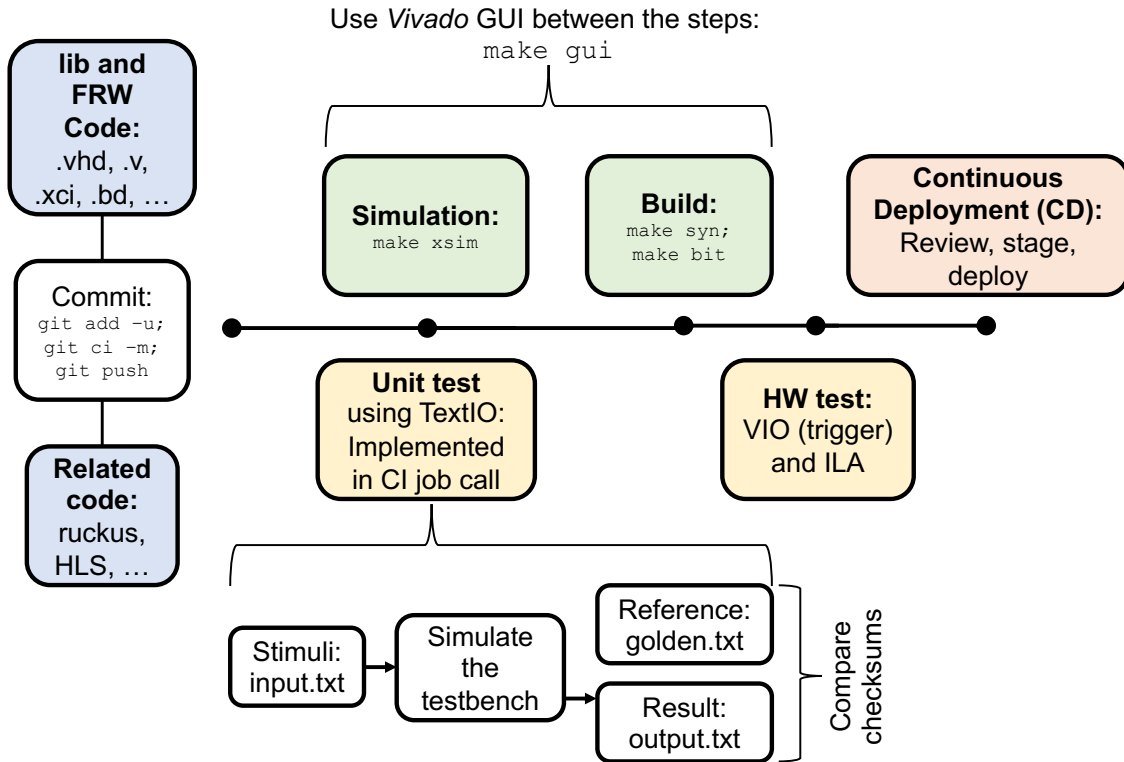 Use Vivado GUI between the steps:
make gui
lib and
FRW
Code:
.vhd, .v,
.xci, .bd, …
Commit:
git add –u;
git ci –m;
git push
Related
code:
ruckus,
HLS, …
Simulation:
make xsim
Build:
make syn;
make bit
Continuous
Deployment (CD):
Review, stage,
deploy
Unit test
using TextIO:
Implemented
in CI job call
HW test:
VIO (trigger)
and ILA
Stimuli:
input.txt
Simulate
the
testbench
Reference:
golden.txt
Result:
output.txt
Compare
checksums